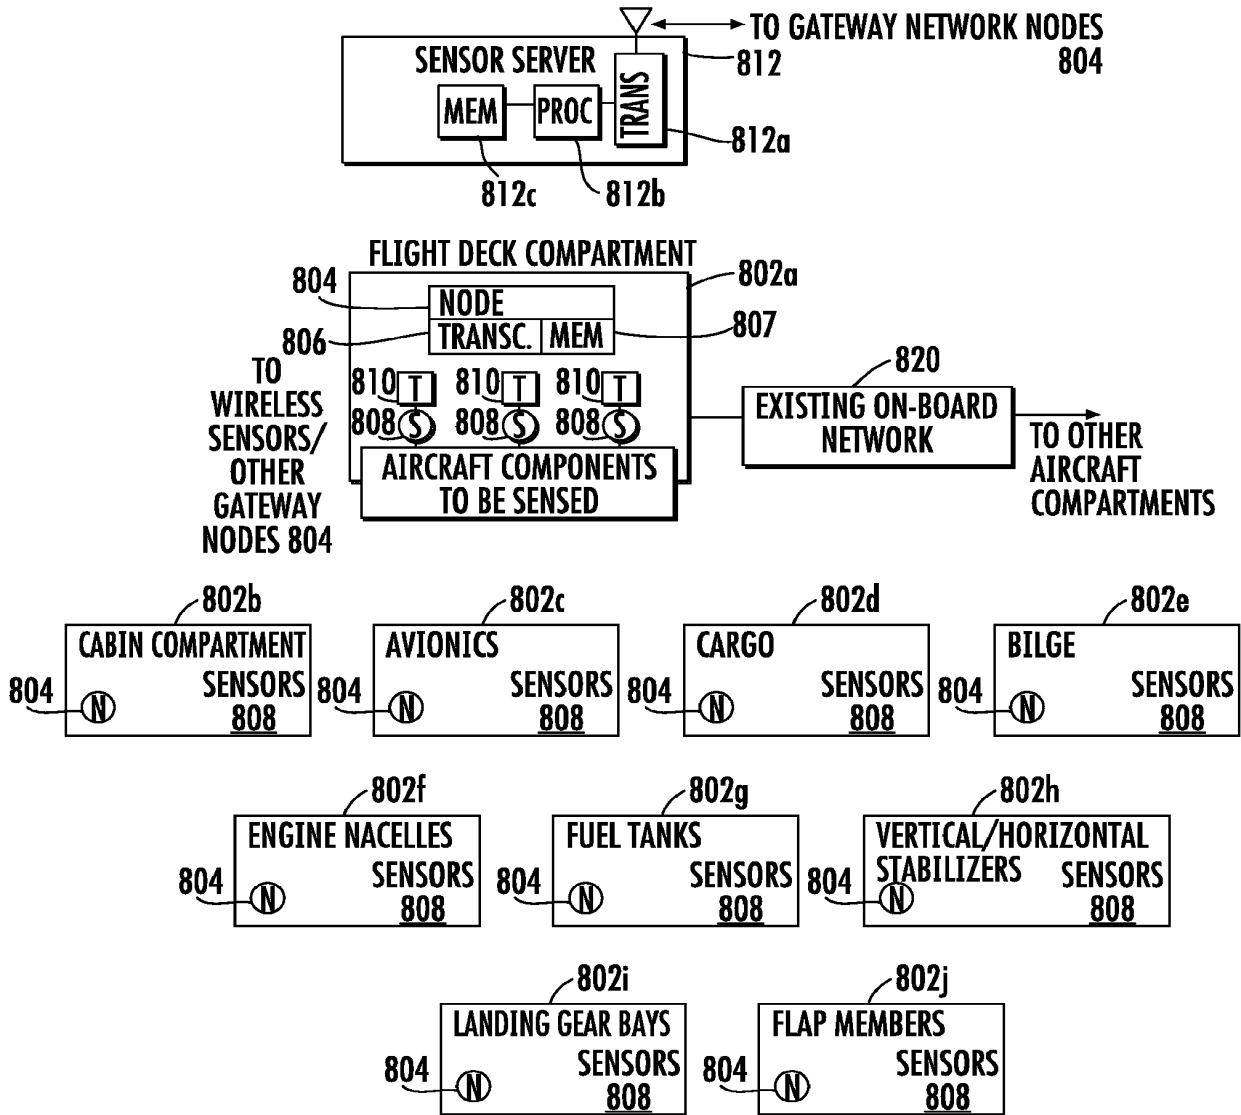 TO GATEWAY NETWORK NODES
804
SENSOR SERVER
812
MEM
PROC
TRANS
812a
812c
812b
FLIGHT DECK COMPARTMENT
802a
804
NODE
806
TRANSC.
MEM
807
TO
WIRELESS
SENSORS/
OTHER
GATEWAY
NODES 804
810
T
810
T
810
T
808
S
808
S
808
S
AIRCRAFT COMPONENTS
TO BE SENSED
820
EXISTING ON-BOARD
NETWORK
TO OTHER
AIRCRAFT
COMPARTMENTS
802b
CABIN COMPARTMENT
SENSORS
808
804
N
802c
AVIONICS
SENSORS
808
804
N
802d
CARGO
SENSORS
808
804
N
802e
BILGE
SENSORS
808
804
N
802f
ENGINE NACELLES
SENSORS
808
804
N
802g
FUEL TANKS
SENSORS
808
804
N
802h
VERTICAL/HORIZONTAL
STABILIZERS
SENSORS
808
804
N
802i
LANDING GEAR BAYS
SENSORS
808
804
N
802j
FLAP MEMBERS
SENSORS
808
804
N